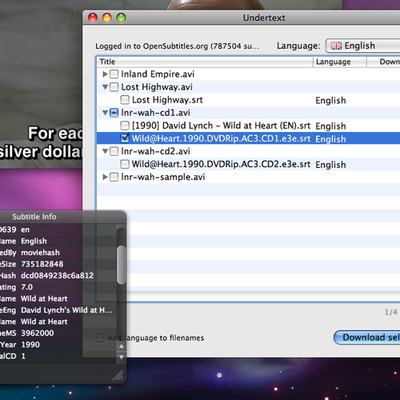 Undertext
Logged in to OpenSubtitles.org (787504 su...
Language: English
Title Language Down
Inland Empire.avi
Lost Highway.avi
Lost Highway.srt English
lnr-wah-cd1.avi
[1990] David Lynch - Wild at Heart (EN).srt English
Wild@Heart.1990.DVDRip.AC3.CD1.e3e.srt English
lnr-wah-cd2.avi
Wild@Heart.1990.DVDRip.AC3.CD2.e3e.srt English
lnr-wah-sample.avi
For eac
silver dolla
Subtitle Info
O639 en
ame English
edBy moviehash
eSize 735182848
Hash dcd0849238c6a812
ating 7.0
Name Wild at Heart
eEng David Lynch's Wild at H...
Name Wild at Heart
meMS 3962000
Year 1990
alCD 1
1/4
Add language to filenames
Download sel